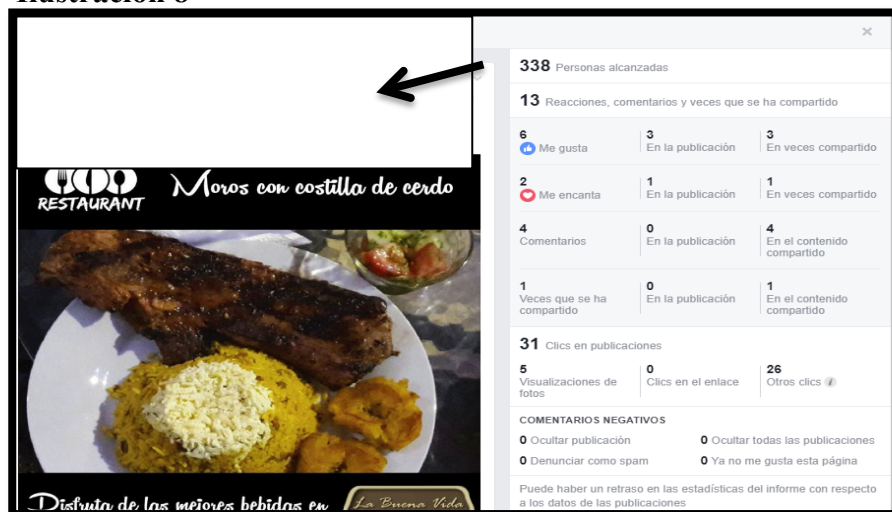 338 Personas alcanzadas
13 Reacciones, comentarios y veces que se ha compartido
6
Me gusta
3
En la publicación
3
En veces compartido
2
Me encanta
1
En la publicación
1
En veces compartido
4
Comentarios
0
En la publicación
4
En el contenido
compartido
1
Veces que se ha
compartido
0
En la publicación
1
En el contenido
compartido
31 Clics en publicaciones
5
Visualizaciones de
fotos
0
Clics en el enlace
26
Otros clics
COMENTARIOS NEGATIVOS
0 Ocultar publicación
0 Ocultar todas las publicaciones
0 Denunciar como spam
0 Ya no me gusta esta página
Puede haber un retraso en las estadísticas del informe con respecto
a los datos de las publicaciones
RESTAURANT
Moros con costilla de cerdo
Disfruta de las mejores bebidas en
La Buena Vida